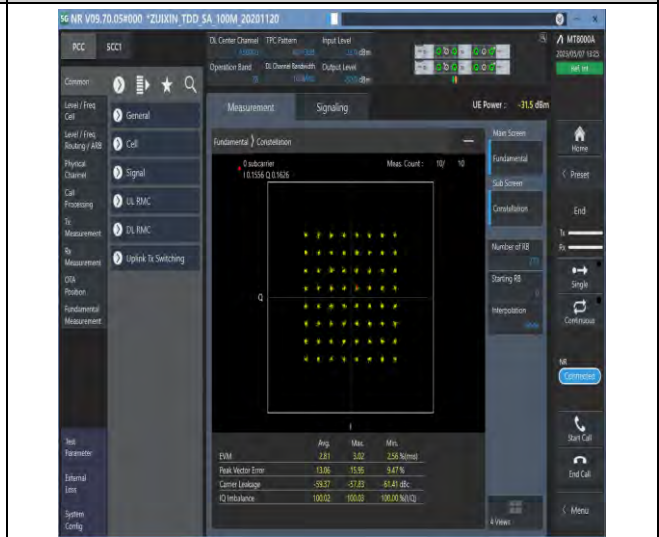 5G NR V09.70.05#000 *ZUIXIN_TDD_SA_100M_20201120
PCC SCC1
Common
Level / Freq
Cell
Level / Freq
Routing / ARB
Physical
Channel
Call
Processing
Tx
Measurement
Rx
Measurement
OTA
Position
Fundamental
Measurement
Test
Parameter
External
Loss
System
Config
General
Cell
Signal
UL RMC
DL RMC
Uplink Tx Switching
DL Center Channel TPC Pattern Input Level
dBm
Operation Band DL Channel Bandwidth Output Level
dBm
Measurement Signaling UE Power : -31.5 dBm
Fundamental Constellation
0 subcarrier Meas. Count : 10/ 10
I 0.1556 Q 0.1626
Q
I
Avg. Max. Min.
EVM 2.81 3.02 2.56 %(rms)
Peak Vector Error 13.06 15.95 9.47 %
Carrier Leakage -59.37 -57.83 -61.41 dBc
IQ Imbalance 100.02 100.03 100.00 %(I/Q)
Main Screen
Fundamental
Sub Screen
Constellation
Number of RB
Starting RB
Interpolation
4 Views
MT8000A
Home
Preset
End
Tx
Rx
Single
Continuous
NR
Connected
Start Call
End Call
Menu